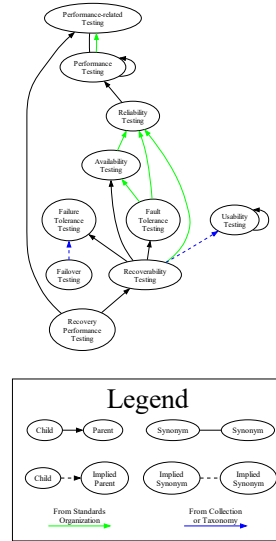 Performance-related
Testing
Performance
Testing
Reliability
Testing
Availability
Testing
Failure
Tolerance
Testing
Fault
Tolerance
Testing
Usability
Testing
Failover
Testing
Recoverability
Testing
Recovery
Performance
Testing
Legend
Child
Parent
Synonym
Synonym
Child
Implied
Parent
Implied
Synonym
Implied
Synonym
From Standards
Organization
From Collection
or Taxonomy